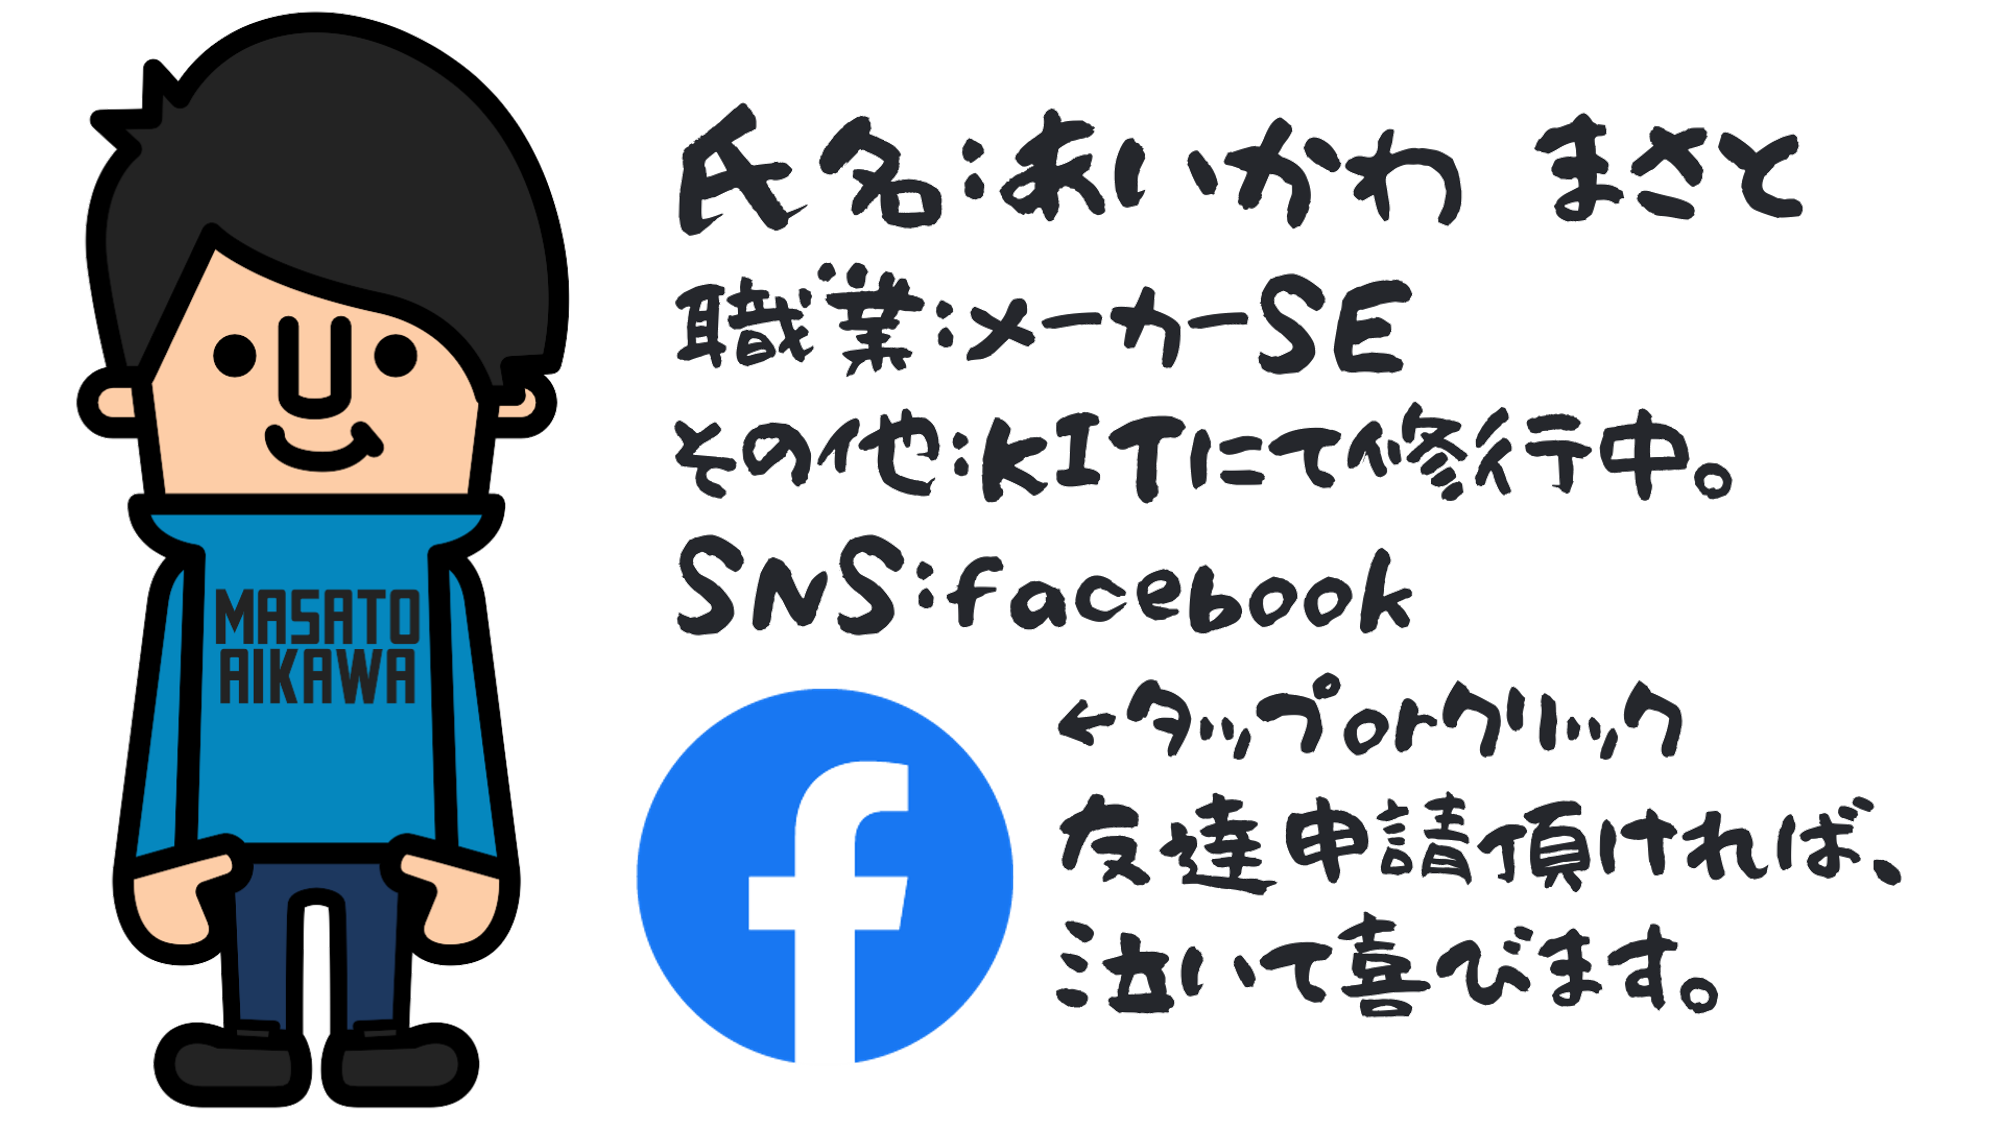 氏名:あいかわ まさと
職業:メーカーSE
その他:KITにて修行中。
SNS:facebook
←タップorクリック
友達申請頂ければ、
泣いて喜びます。
MASATO
AIKAWA